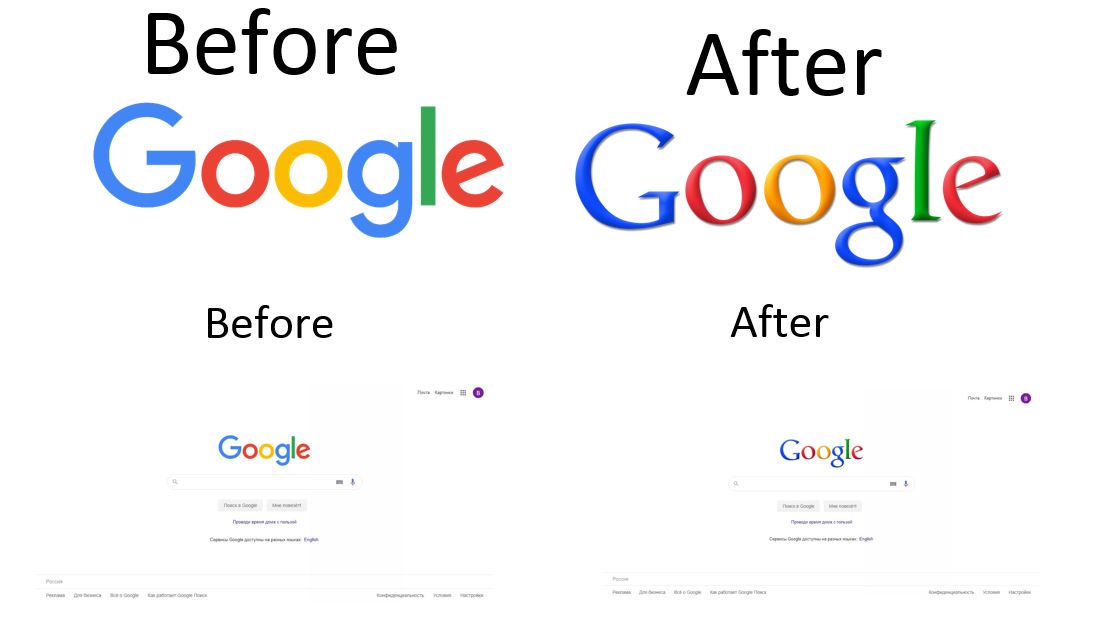 Before
After
Google
Google
Before
After
Почта Картинки B
Google
Поиск в Google Мне повезёт!
Проведи время дома с пользой
Сервисы Google доступны на разных языках: English
Россия
Реклама Для бизнеса Всё о Google Как работает Google Поиск
Конфиденциальность Условия Настройки
Почта Картинки B
Google
Поиск в Google Мне повезёт!
Проведи время дома с пользой
Сервисы Google доступны на разных языках: English
Россия
Реклама Для бизнеса Всё о Google Как работает Google Поиск
Конфиденциальность Условия Настройки